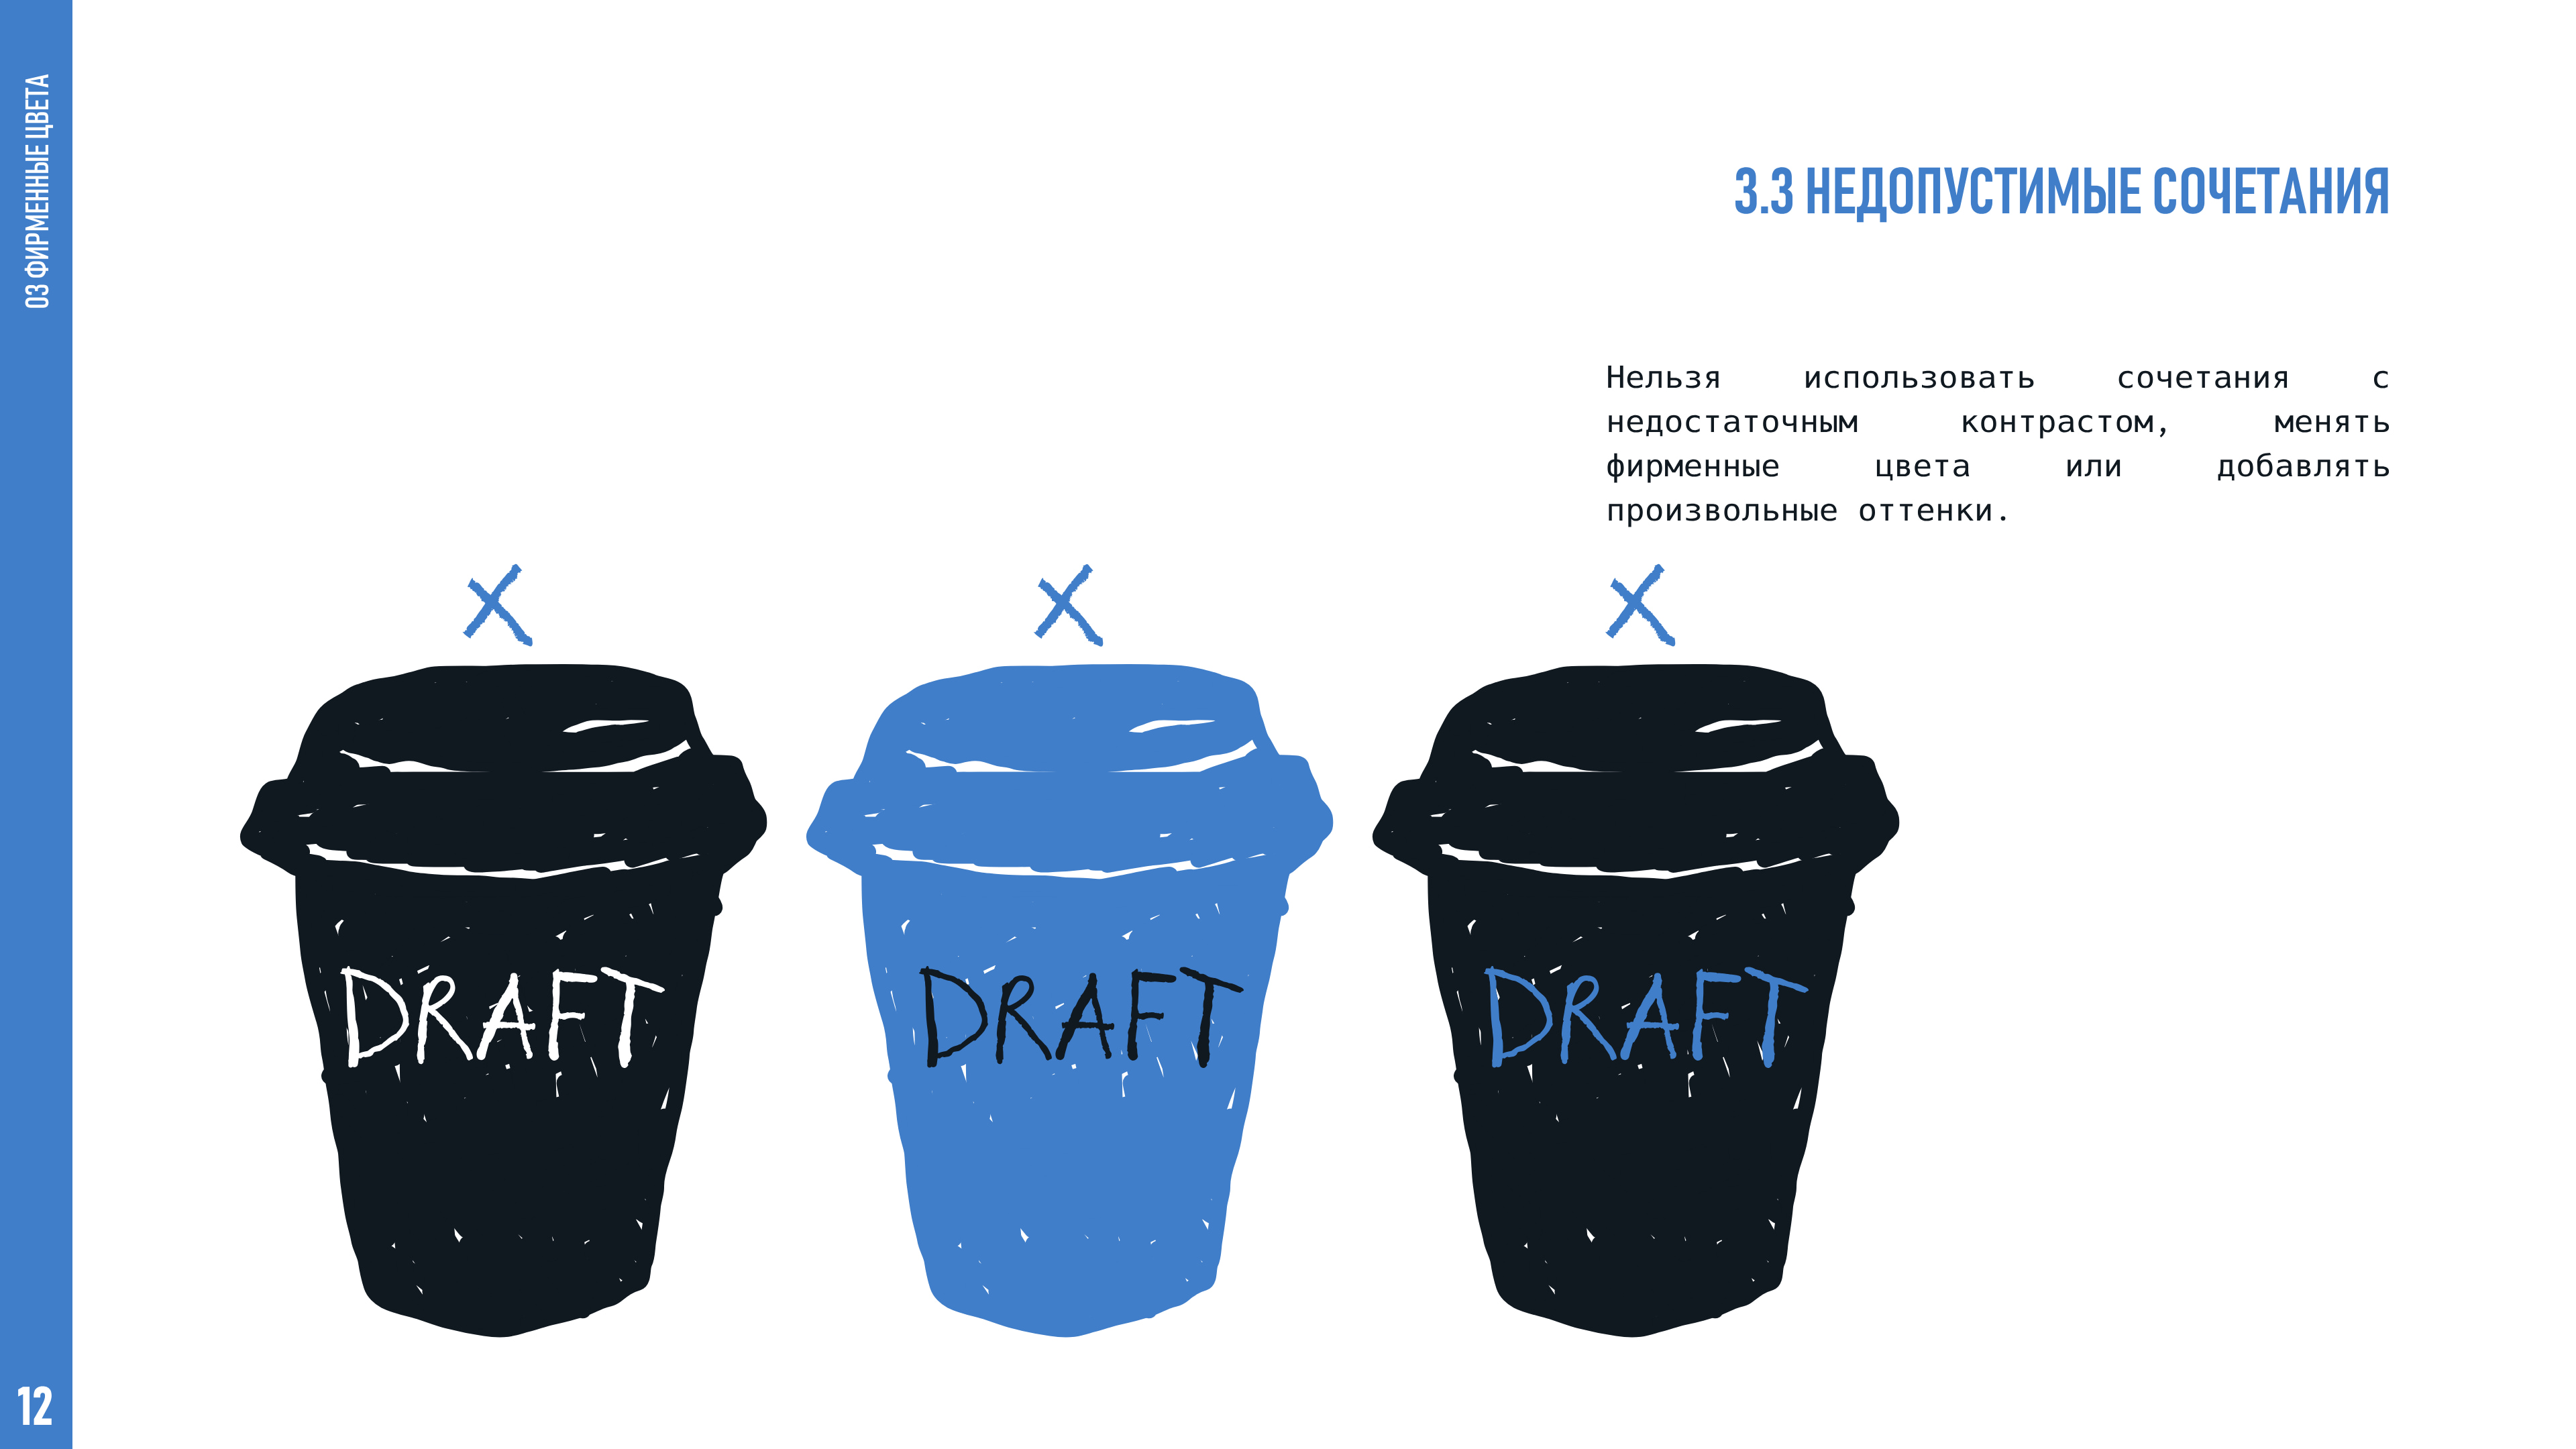 03 ФИРМЕННЫЕ ЦВЕТА
3.3 НЕДОПУСТИМЫЕ СОЧЕТАНИЯ
Нельзя использовать сочетания с
недостаточным контрастом, менять
фирменные цвета или добавлять
произвольные оттенки.
DRAFT
DRAFT
DRAFT
12